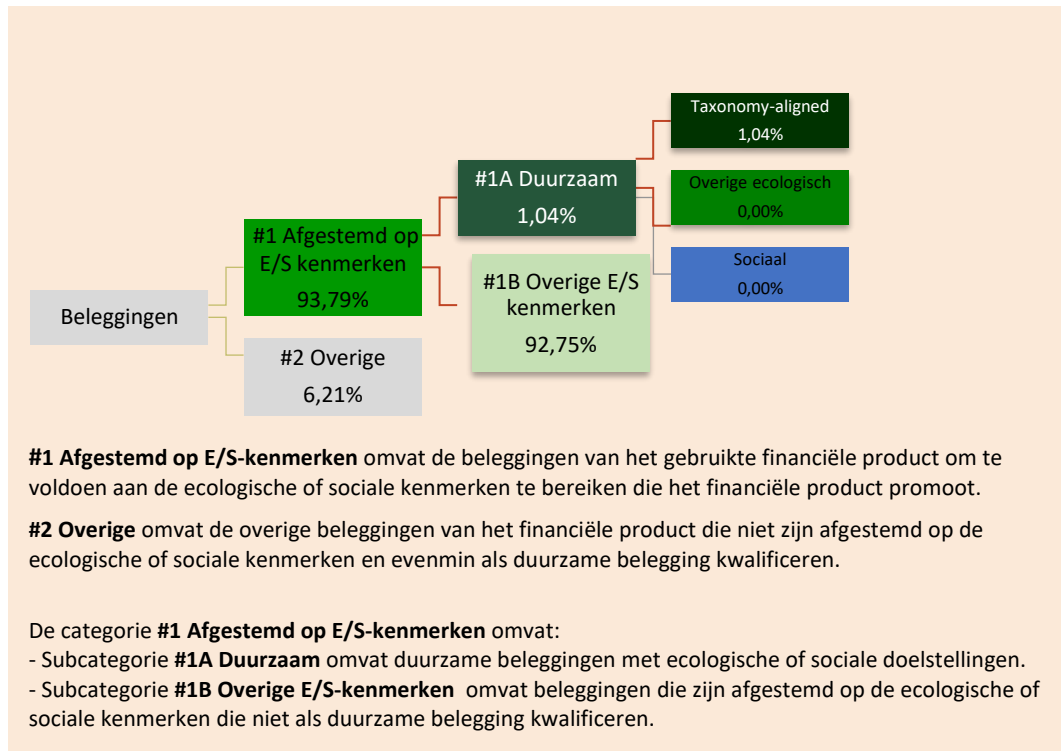 Taxonomy-aligned
1,04%
#1A Duurzaam
1,04%
Overige ecologisch
0,00%
#1 Afgestemd op
E/S kenmerken
93,79%
Sociaal
0,00%
#1B Overige E/S
kenmerken
92,75%
Beleggingen
#2 Overige
6,21%
#1 Afgestemd op E/S-kenmerken omvat de beleggingen van het gebruikte financiële product om te
voldoen aan de ecologische of sociale kenmerken te bereiken die het financiële product promoot.
#2 Overige omvat de overige beleggingen van het financiële product die niet zijn afgestemd op de
ecologische of sociale kenmerken en evenmin als duurzame belegging kwalificeren.
De categorie #1 Afgestemd op E/S-kenmerken omvat:
- Subcategorie #1A Duurzaam omvat duurzame beleggingen met ecologische of sociale doelstellingen.
- Subcategorie #1B Overige E/S-kenmerken omvat beleggingen die zijn afgestemd op de ecologische of
sociale kenmerken die niet als duurzame belegging kwalificeren.